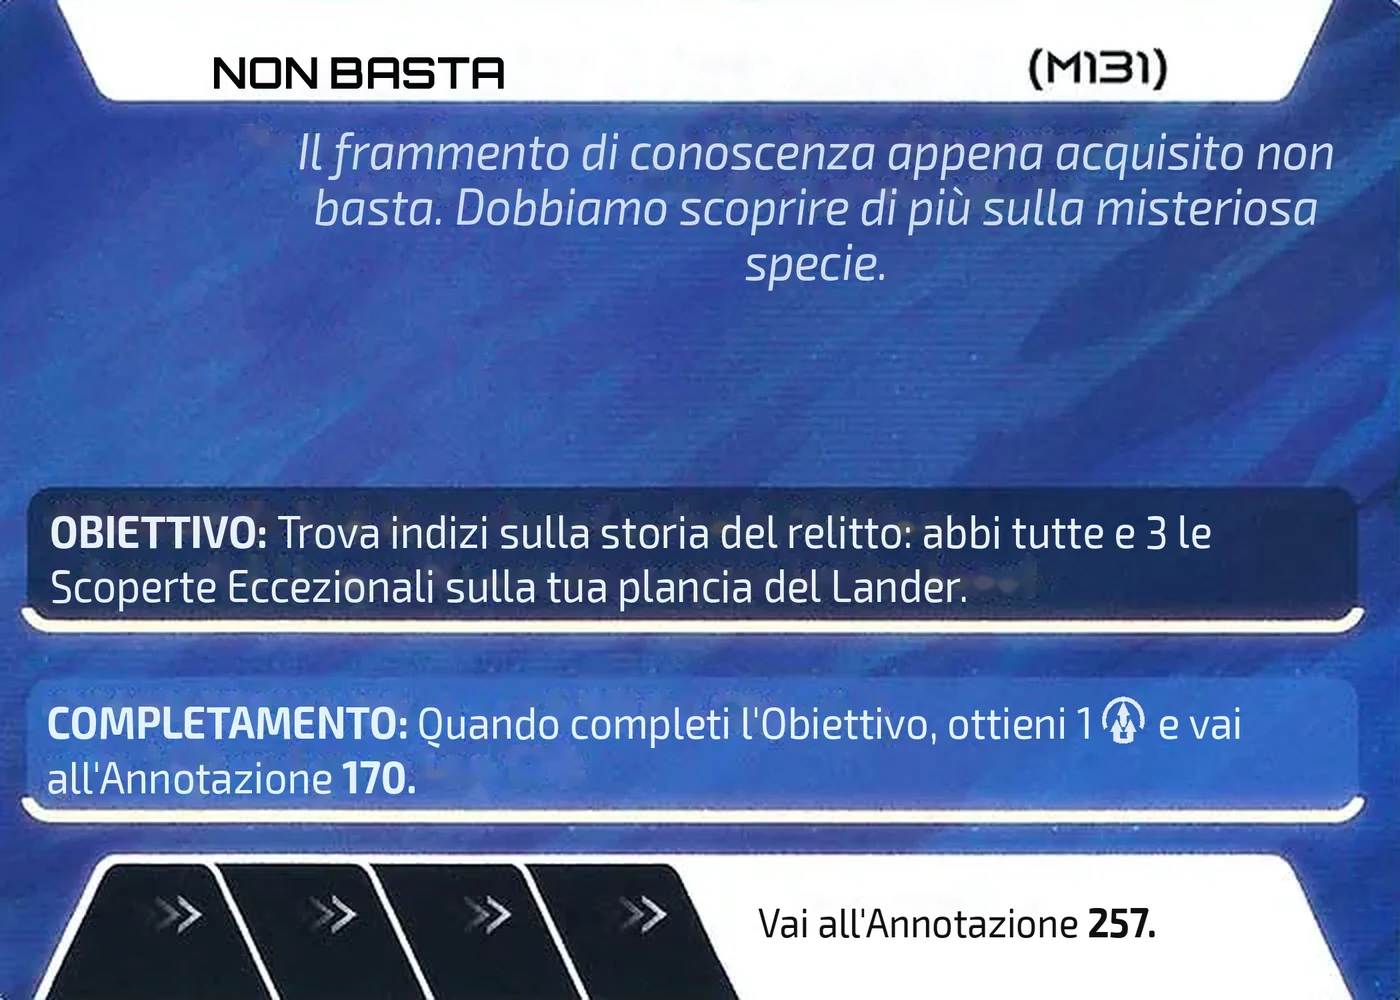 NON BASTA (M131)
Il frammento di conoscenza appena acquisito non
basta. Dobbiamo scoprire di più sulla misteriosa
specie.
OBIETTIVO: Trova indizi sulla storia del relitto: abbi tutte e 3 le
Scoperte Eccezionali sulla tua plancia del Lander.
COMPLETAMENTO: Quando completi l'Obiettivo, ottieni 1 e vai
all'Annotazione 170.
Vai all'Annotazione 257.